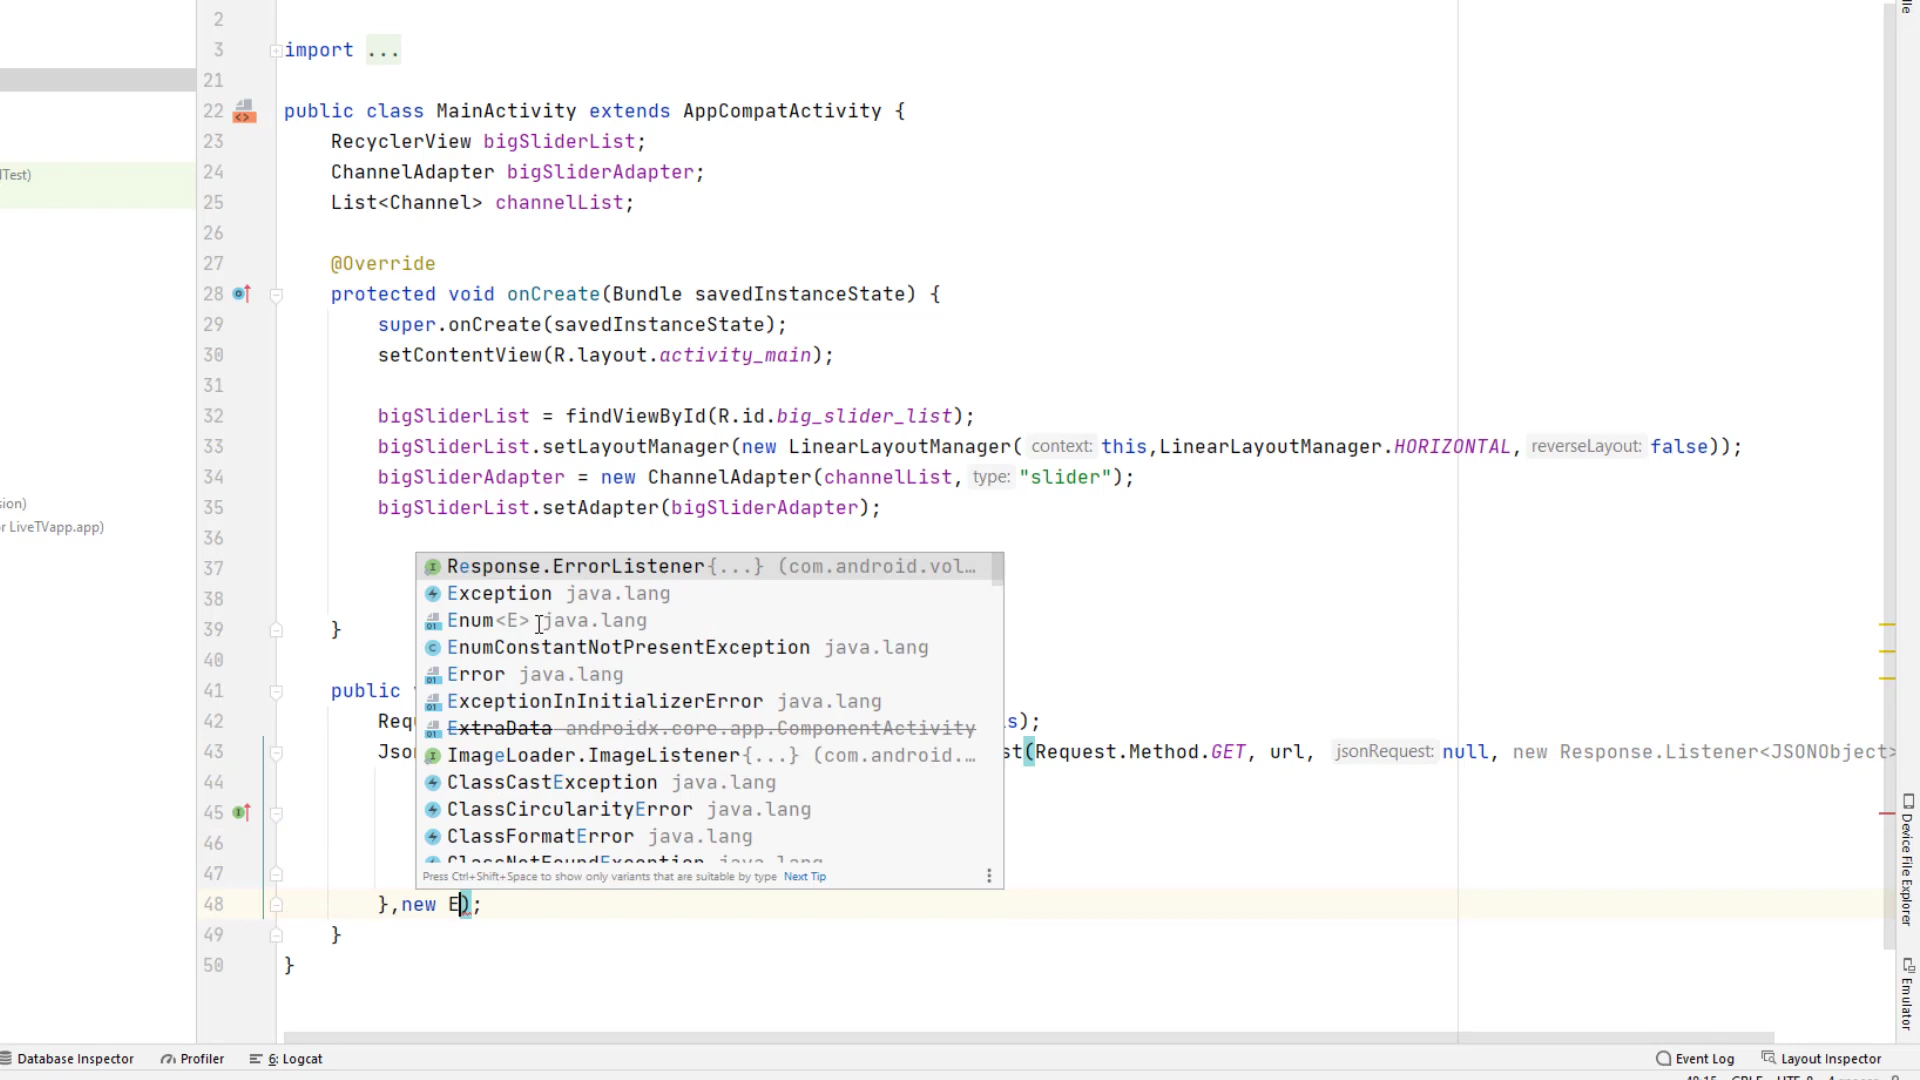 2
3 import ...
21
22 public class MainActivity extends AppCompatActivity {
23 RecyclerView bigSliderList;
24 ChannelAdapter bigSliderAdapter;
25 List<Channel> channelList;
26
27 @Override
28 protected void onCreate(Bundle savedInstanceState) {
29 super.onCreate(savedInstanceState);
30 setContentView(R.layout.activity_main);
31
32 bigSliderList = findViewById(R.id.big_slider_list);
33 bigSliderList.setLayoutManager(new LinearLayoutManager( context: this,LinearLayoutManager.HORIZONTAL, reverseLayout: false));
34 bigSliderAdapter = new ChannelAdapter(channelList, type: "slider");
35 bigSliderList.setAdapter(bigSliderAdapter);
36
37
38
39 }
40
41 public
42 Requ s);
43 Jso st(Request.Method.GET, url, jsonRequest: null, new Response.Listener<JSONObject>
44
45
46
47
48 },new E);
49 }
50 }
Response.ErrorListener{...} (com.android.vol...
Exception java.lang
Enum<E> java.lang
EnumConstantNotPresentException java.lang
Error java.lang
ExceptionInInitializerError java.lang
ExtraData androidx.core.app.ComponentActivity
ImageLoader.ImageListener{...} (com.android....
ClassCastException java.lang
ClassCircularityError java.lang
ClassFormatError java.lang
ClassNotFoundException java.lang
Press Ctrl+Shift+Space to show only variants that are suitable by type Next Tip
lTest)
sion)
or LiveTVapp.app)
Device File Explorer
Emulator
Database Inspector Profiler 6: Logcat Event Log Layout Inspector